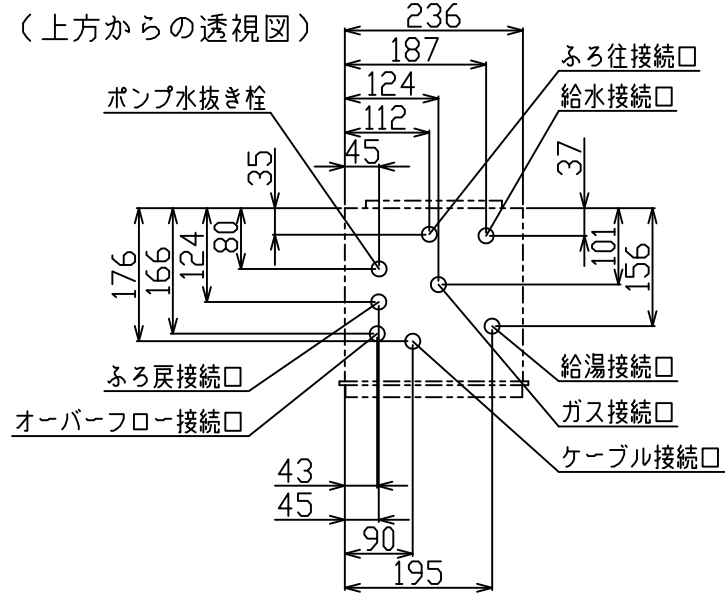 （上方からの透視図）
236
187
ふろ往接続口
124
給水接続口
ポンプ水抜き栓
112
45
35
37
80
124
166
176
101
156
ふろ戻接続口
給湯接続口
オーバーフロー接続口
ガス接続口
ケーブル接続口
43
45
90
195